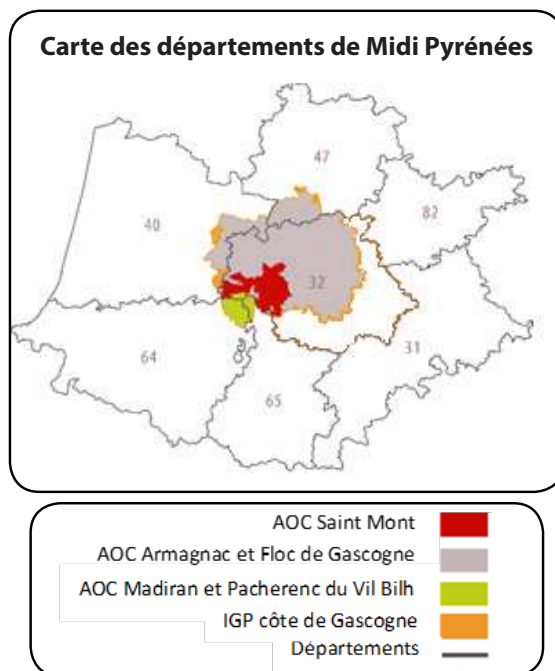 Carte des départements de Midi Pyrénées
47
82
40
32
31
64
65
AOC Saint Mont
AOC Armagnac et Floc de Gascogne
AOC Madiran et Pacherenc du Vil Bilh
IGP côte de Gascogne
Départements